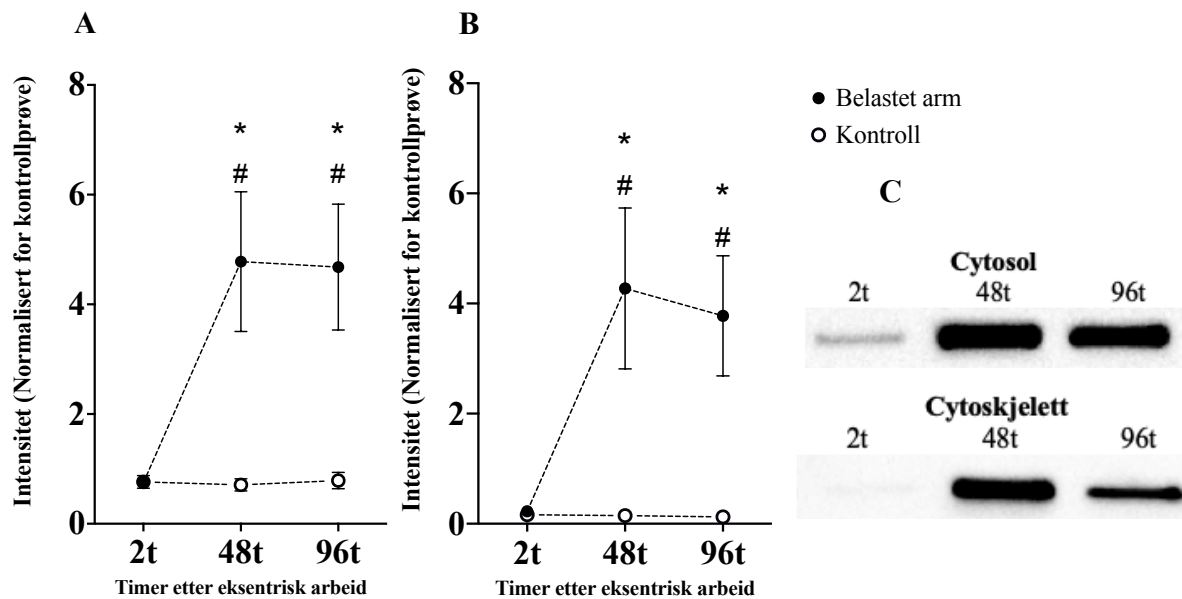 A
Intensitet (Normalisert for kontrollprøve)
8
6
4
2
0
* *
# #
2t 48t 96t
Timer etter eksentrisk arbeid
B
Intensitet (Normalisert for kontrollprøve)
8
6
4
2
0
*
#
*
#
2t 48t 96t
Timer etter eksentrisk arbeid
Belastet arm
Kontroll
C
Cytosol
2t 48t 96t
Cytoskjelett
2t 48t 96t